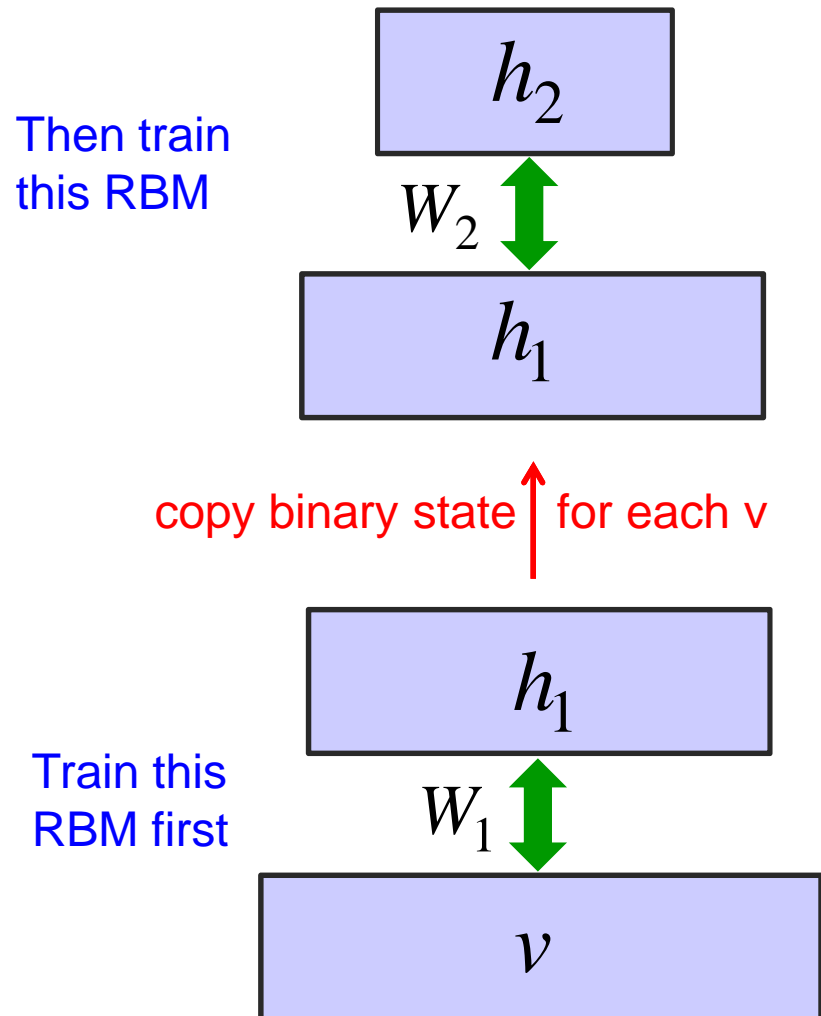 h₂
Then train
this RBM
W₂
h₁
copy binary state for each v
h₁
Train this
RBM first
W₁
v